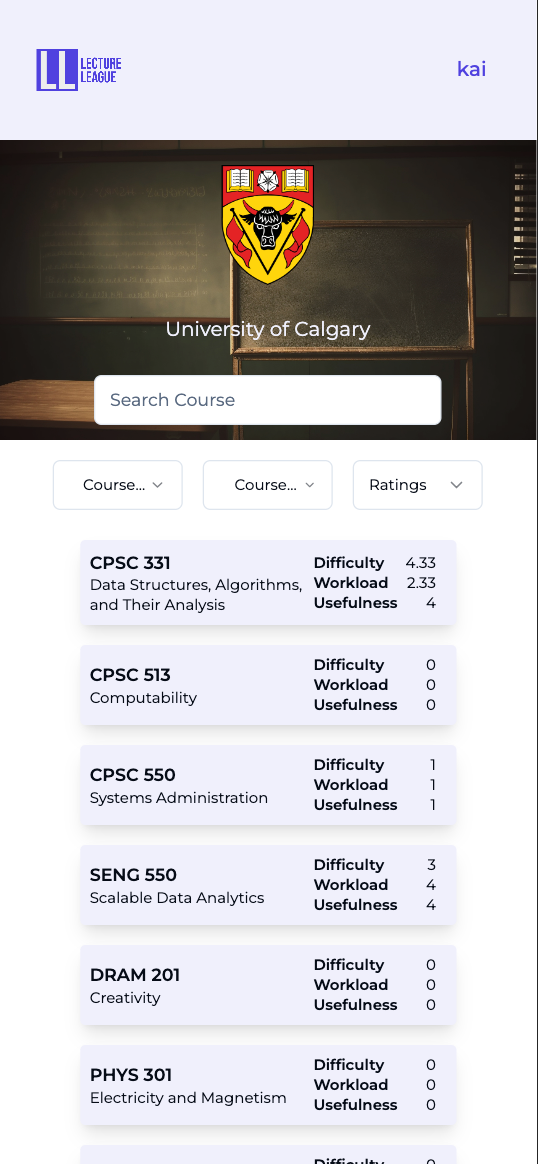 LECTURE
LEAGUE
kai
University of Calgary
Search Course
Course... Course... Ratings
CPSC 331
Data Structures, Algorithms,
and Their Analysis
Difficulty 4.33
Workload 2.33
Usefulness 4
CPSC 513
Computability
Difficulty 0
Workload 0
Usefulness 0
CPSC 550
Systems Administration
Difficulty 1
Workload 1
Usefulness 1
SENG 550
Scalable Data Analytics
Difficulty 3
Workload 4
Usefulness 4
DRAM 201
Creativity
Difficulty 0
Workload 0
Usefulness 0
PHYS 301
Electricity and Magnetism
Difficulty 0
Workload 0
Usefulness 0